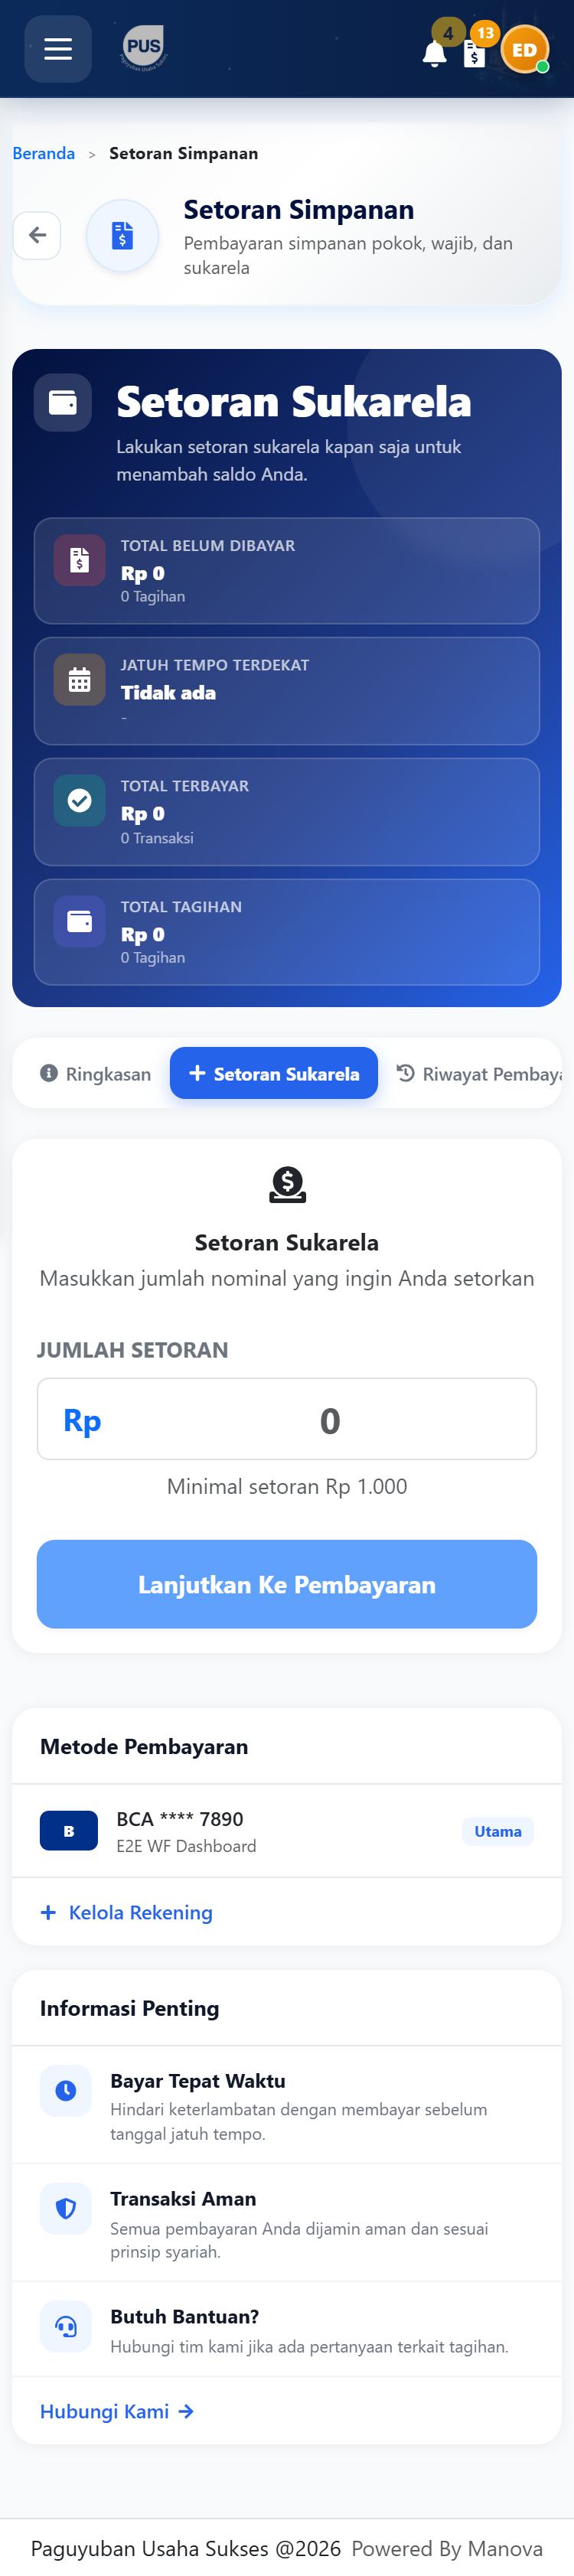 PUS
Paguyuban Usaha Sukses
4
13
ED
Beranda > Setoran Simpanan
Setoran Simpanan
Pembayaran simpanan pokok, wajib, dan
sukarela
Setoran Sukarela
Lakukan setoran sukarela kapan saja untuk
menambah saldo Anda.
TOTAL BELUM DIBAYAR
Rp 0
0 Tagihan
JATUH TEMPO TERDEKAT
Tidak ada
-
TOTAL TERBAYAR
Rp 0
0 Transaksi
TOTAL TAGIHAN
Rp 0
0 Tagihan
Ringkasan
Setoran Sukarela
Riwayat Pembaya
Setoran Sukarela
Masukkan jumlah nominal yang ingin Anda setorkan
JUMLAH SETORAN
Rp 0
Minimal setoran Rp 1.000
Lanjutkan Ke Pembayaran
Metode Pembayaran
B
BCA **** 7890
E2E WF Dashboard
Utama
Kelola Rekening
Informasi Penting
Bayar Tepat Waktu
Hindari keterlambatan dengan membayar sebelum
tanggal jatuh tempo.
Transaksi Aman
Semua pembayaran Anda dijamin aman dan sesuai
prinsip syariah.
Butuh Bantuan?
Hubungi tim kami jika ada pertanyaan terkait tagihan.
Hubungi Kami →
Paguyuban Usaha Sukses @2026 Powered By Manova